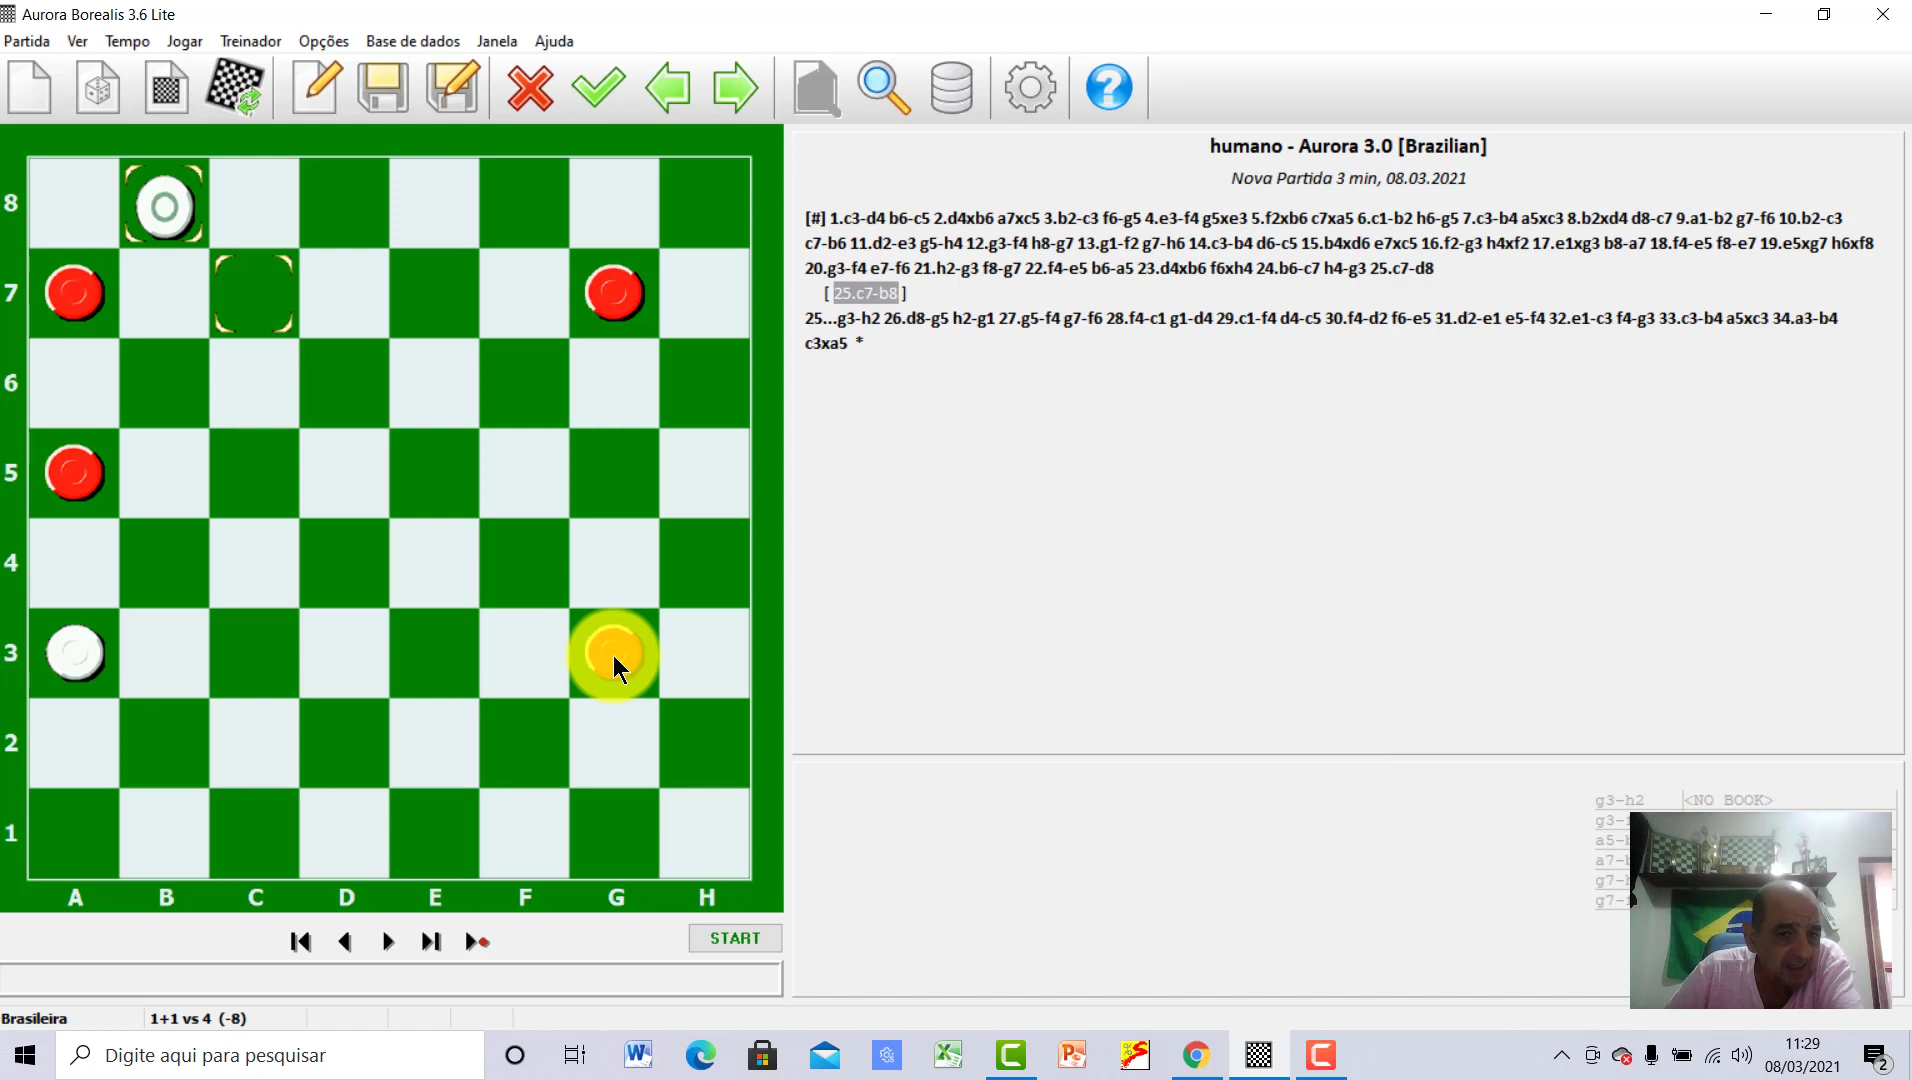 Aurora Borealis 3.6 Lite
Partida Ver Tempo Jogar Treinador Opções Base de dados Janela Ajuda
humano - Aurora 3.0 [Brazilian]
Nova Partida 3 min, 08.03.2021
[#] 1.c3-d4 b6-c5 2.d4xb6 a7xc5 3.b2-c3 f6-g5 4.e3-f4 g5xe3 5.f2xb6 c7xa5 6.c1-b2 h6-g5 7.c3-b4 a5xc3 8.b2xd4 d8-c7 9.a1-b2 g7-f6 10.b2-c3
c7-b6 11.d2-e3 g5-h4 12.g3-f4 h8-g7 13.g1-f2 g7-h6 14.c3-b4 d6-c5 15.b4xd6 e7xc5 16.f2-g3 h4xf2 17.e1xg3 b8-a7 18.f4-e5 f8-e7 19.e5xg7 h6xf8
20.g3-f4 e7-f6 21.h2-g3 f8-g7 22.f4-e5 b6-a5 23.d4xb6 f6xh4 24.b6-c7 h4-g3 25.c7-d8
[ 25.c7-b8 ]
25...g3-h2 26.d8-g5 h2-g1 27.g5-f4 g7-f6 28.f4-c1 g1-d4 29.c1-f4 d4-c5 30.f4-d2 f6-e5 31.d2-e1 e5-f4 32.e1-c3 f4-g3 33.c3-b4 a5xc3 34.a3-b4
c3xa5 *
8
7
6
5
4
3
2
1
A B C D E F G H
START
g3-h2 <NO BOOK>
g3-
a5-
a7-
g7-
g7-
Brasileira 1+1 vs 4 (-8)
Digite aqui para pesquisar
11:29
08/03/2021
2